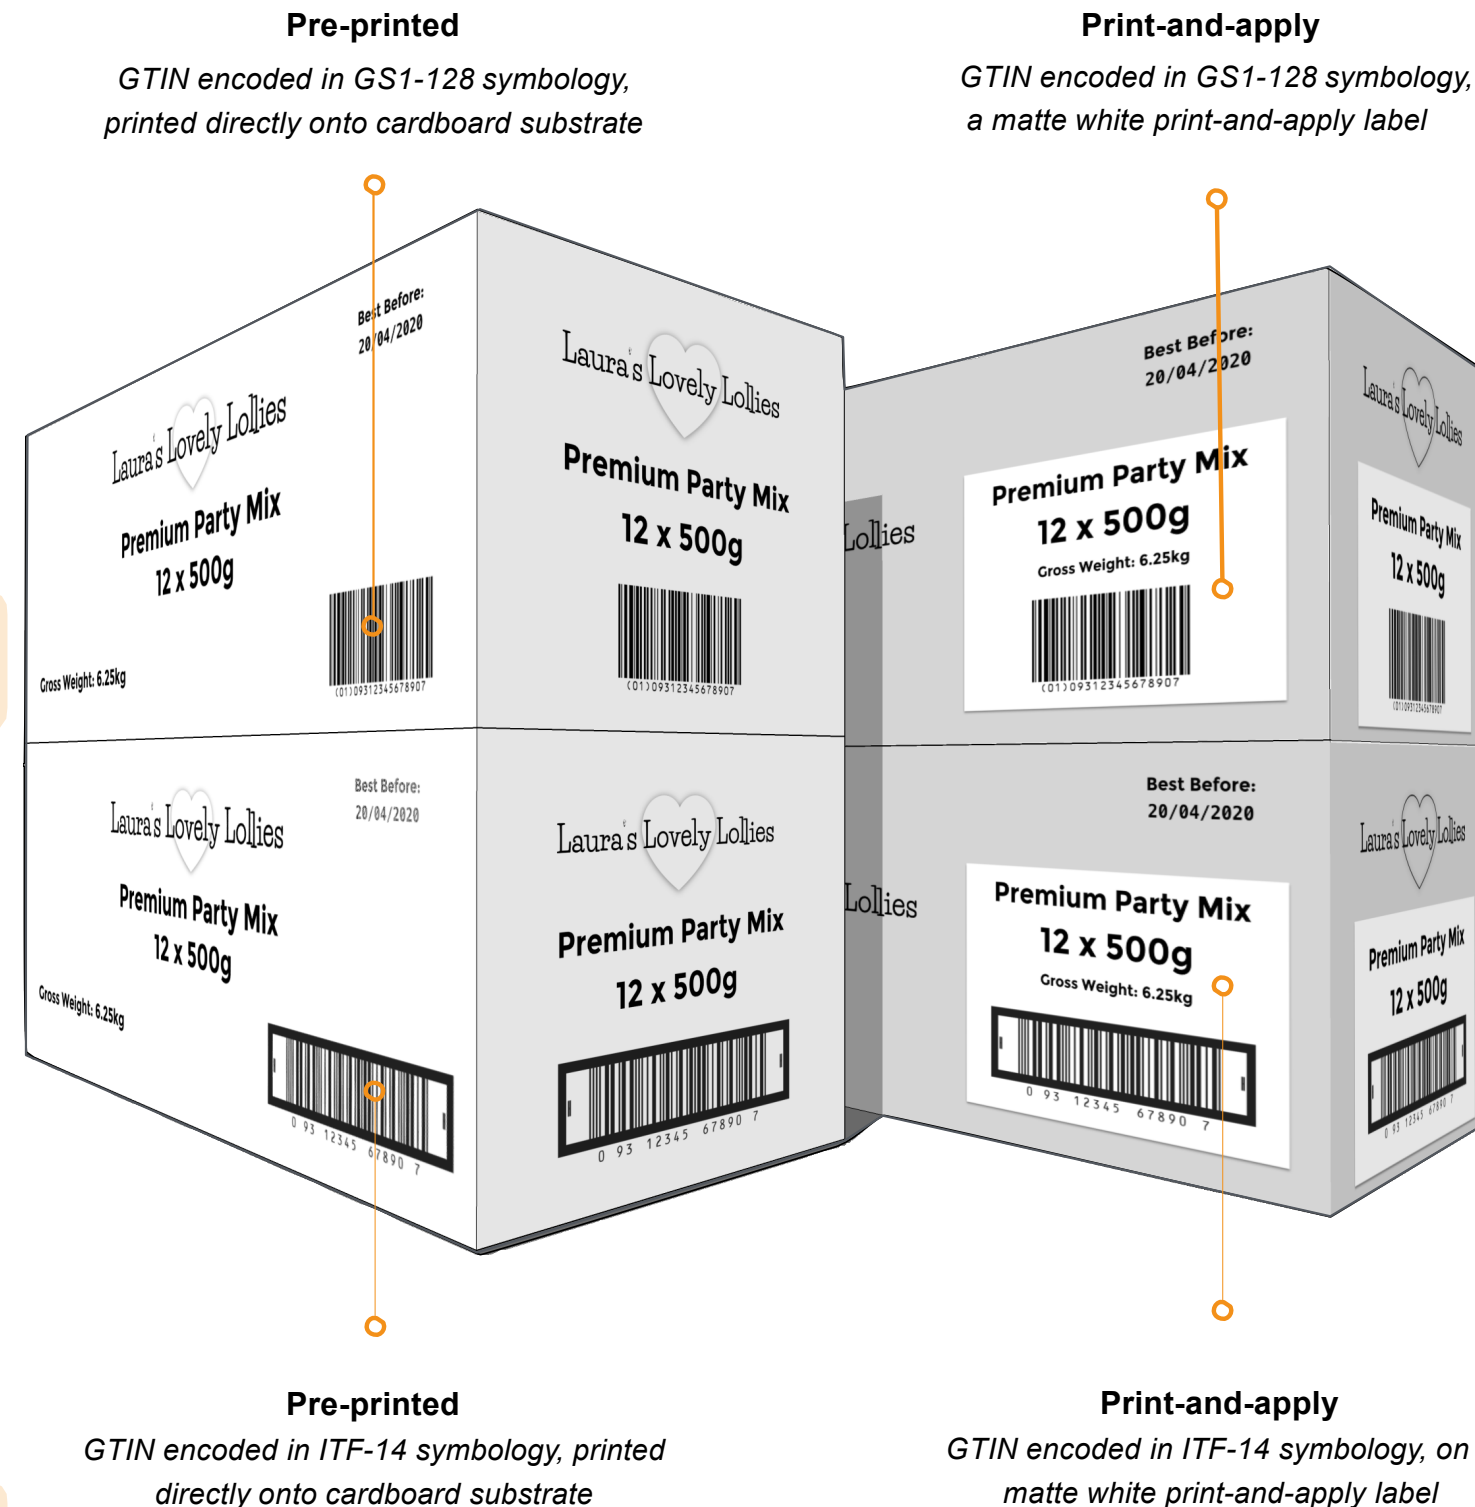 Pre-printed
GTIN encoded in GS1-128 symbology,
printed directly onto cardboard substrate
Print-and-apply
GTIN encoded in GS1-128 symbology,
a matte white print-and-apply label
Best Before:
20/04/2020
Laura's Lovely Lollies
Premium Party Mix
12 x 500g
Gross Weight: 6.25kg
(01)09312345678907
Laura's Lovely Lollies
Premium Party Mix
12 x 500g
(01)09312345678907
Lollies
Best Before:
20/04/2020
Premium Party Mix
12 x 500g
Gross Weight: 6.25kg
(01)09312345678907
Laura's Lovely Lollies
Premium Party Mix
12 x 500g
(01)09312345678907
Best Before:
20/04/2020
Laura's Lovely Lollies
Premium Party Mix
12 x 500g
Gross Weight: 6.25kg
0 93 12345 67890 7
Laura's Lovely Lollies
Premium Party Mix
12 x 500g
0 93 12345 67890 7
Lollies
Best Before:
20/04/2020
Premium Party Mix
12 x 500g
Gross Weight: 6.25kg
0 93 12345 67890 7
Laura's Lovely Lollies
Premium Party Mix
12 x 500g
0 93 12345 67890 7
Pre-printed
GTIN encoded in ITF-14 symbology, printed
directly onto cardboard substrate
Print-and-apply
GTIN encoded in ITF-14 symbology, on
matte white print-and-apply label